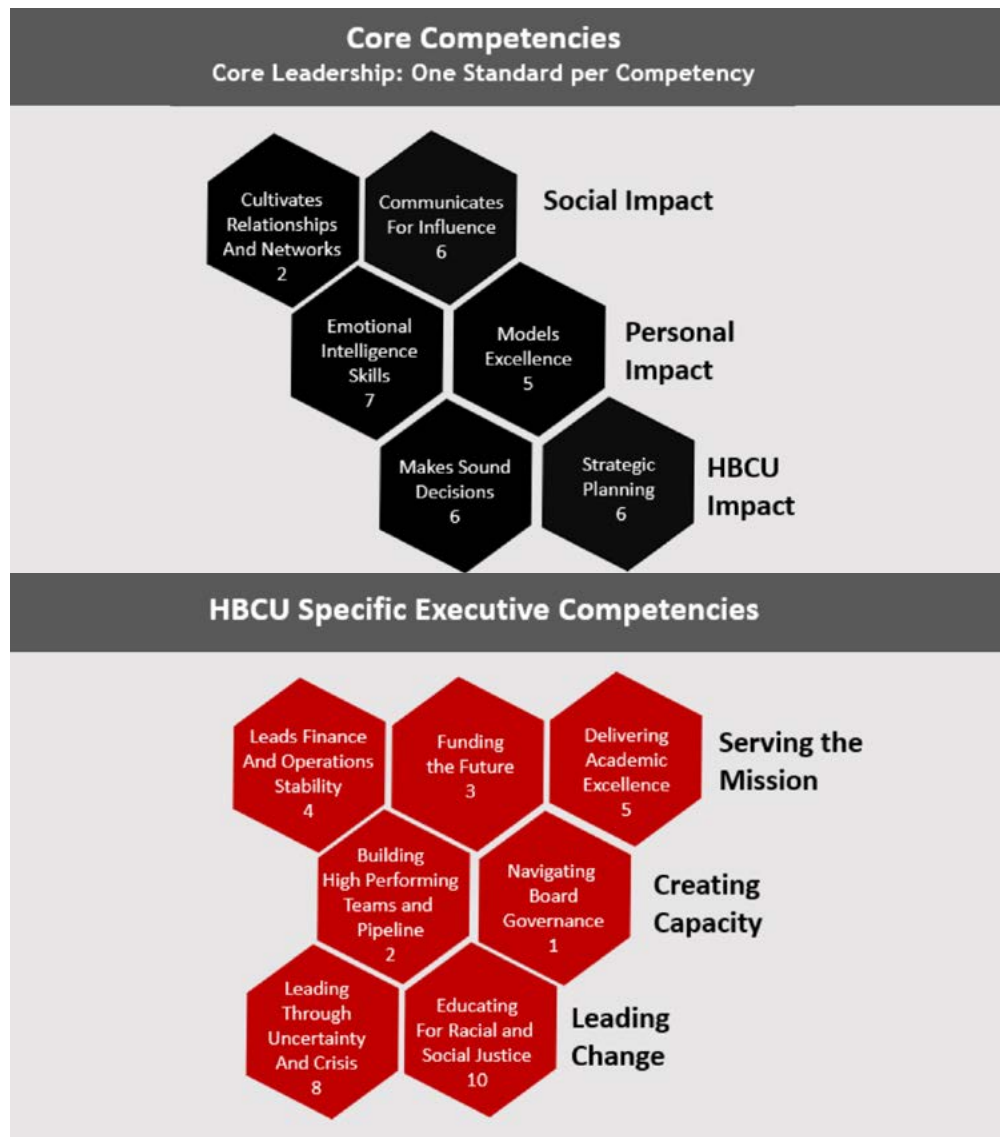 Core Competencies
Core Leadership: One Standard per Competency
Cultivates
Relationships
And Networks
2
Communicates
For Influence
6
Social Impact
Emotional
Intelligence
Skills
7
Models
Excellence
5
Personal
Impact
Makes Sound
Decisions
6
Strategic
Planning
6
HBCU
Impact
HBCU Specific Executive Competencies
Leads Finance
And Operations
Stability
4
Funding
the Future
3
Delivering
Academic
Excellence
5
Serving the
Mission
Building
High Performing
Teams and
Pipeline
2
Navigating
Board
Governance
1
Creating
Capacity
Leading
Through
Uncertainty
And Crisis
8
Educating
For Racial and
Social Justice
10
Leading
Change